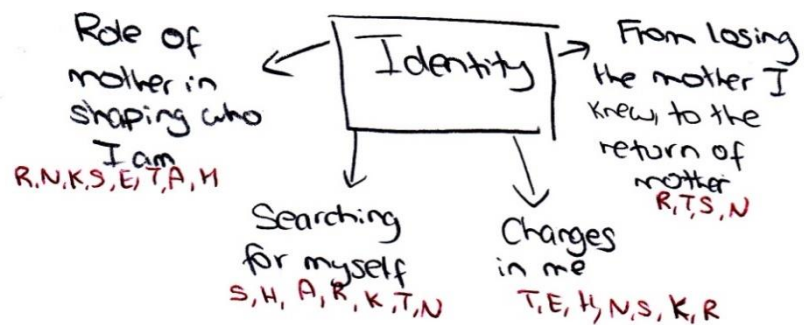 Identity
Role of
mother in
shaping who
I am
R,N,K,S,E,T,A,H
Searching
for myself
S,H,A,R,K,T,N
Changes
in me
T,E,H,N,S,K,R
From losing
the mother I
knew, to the
return of
mother
R,T,S,N